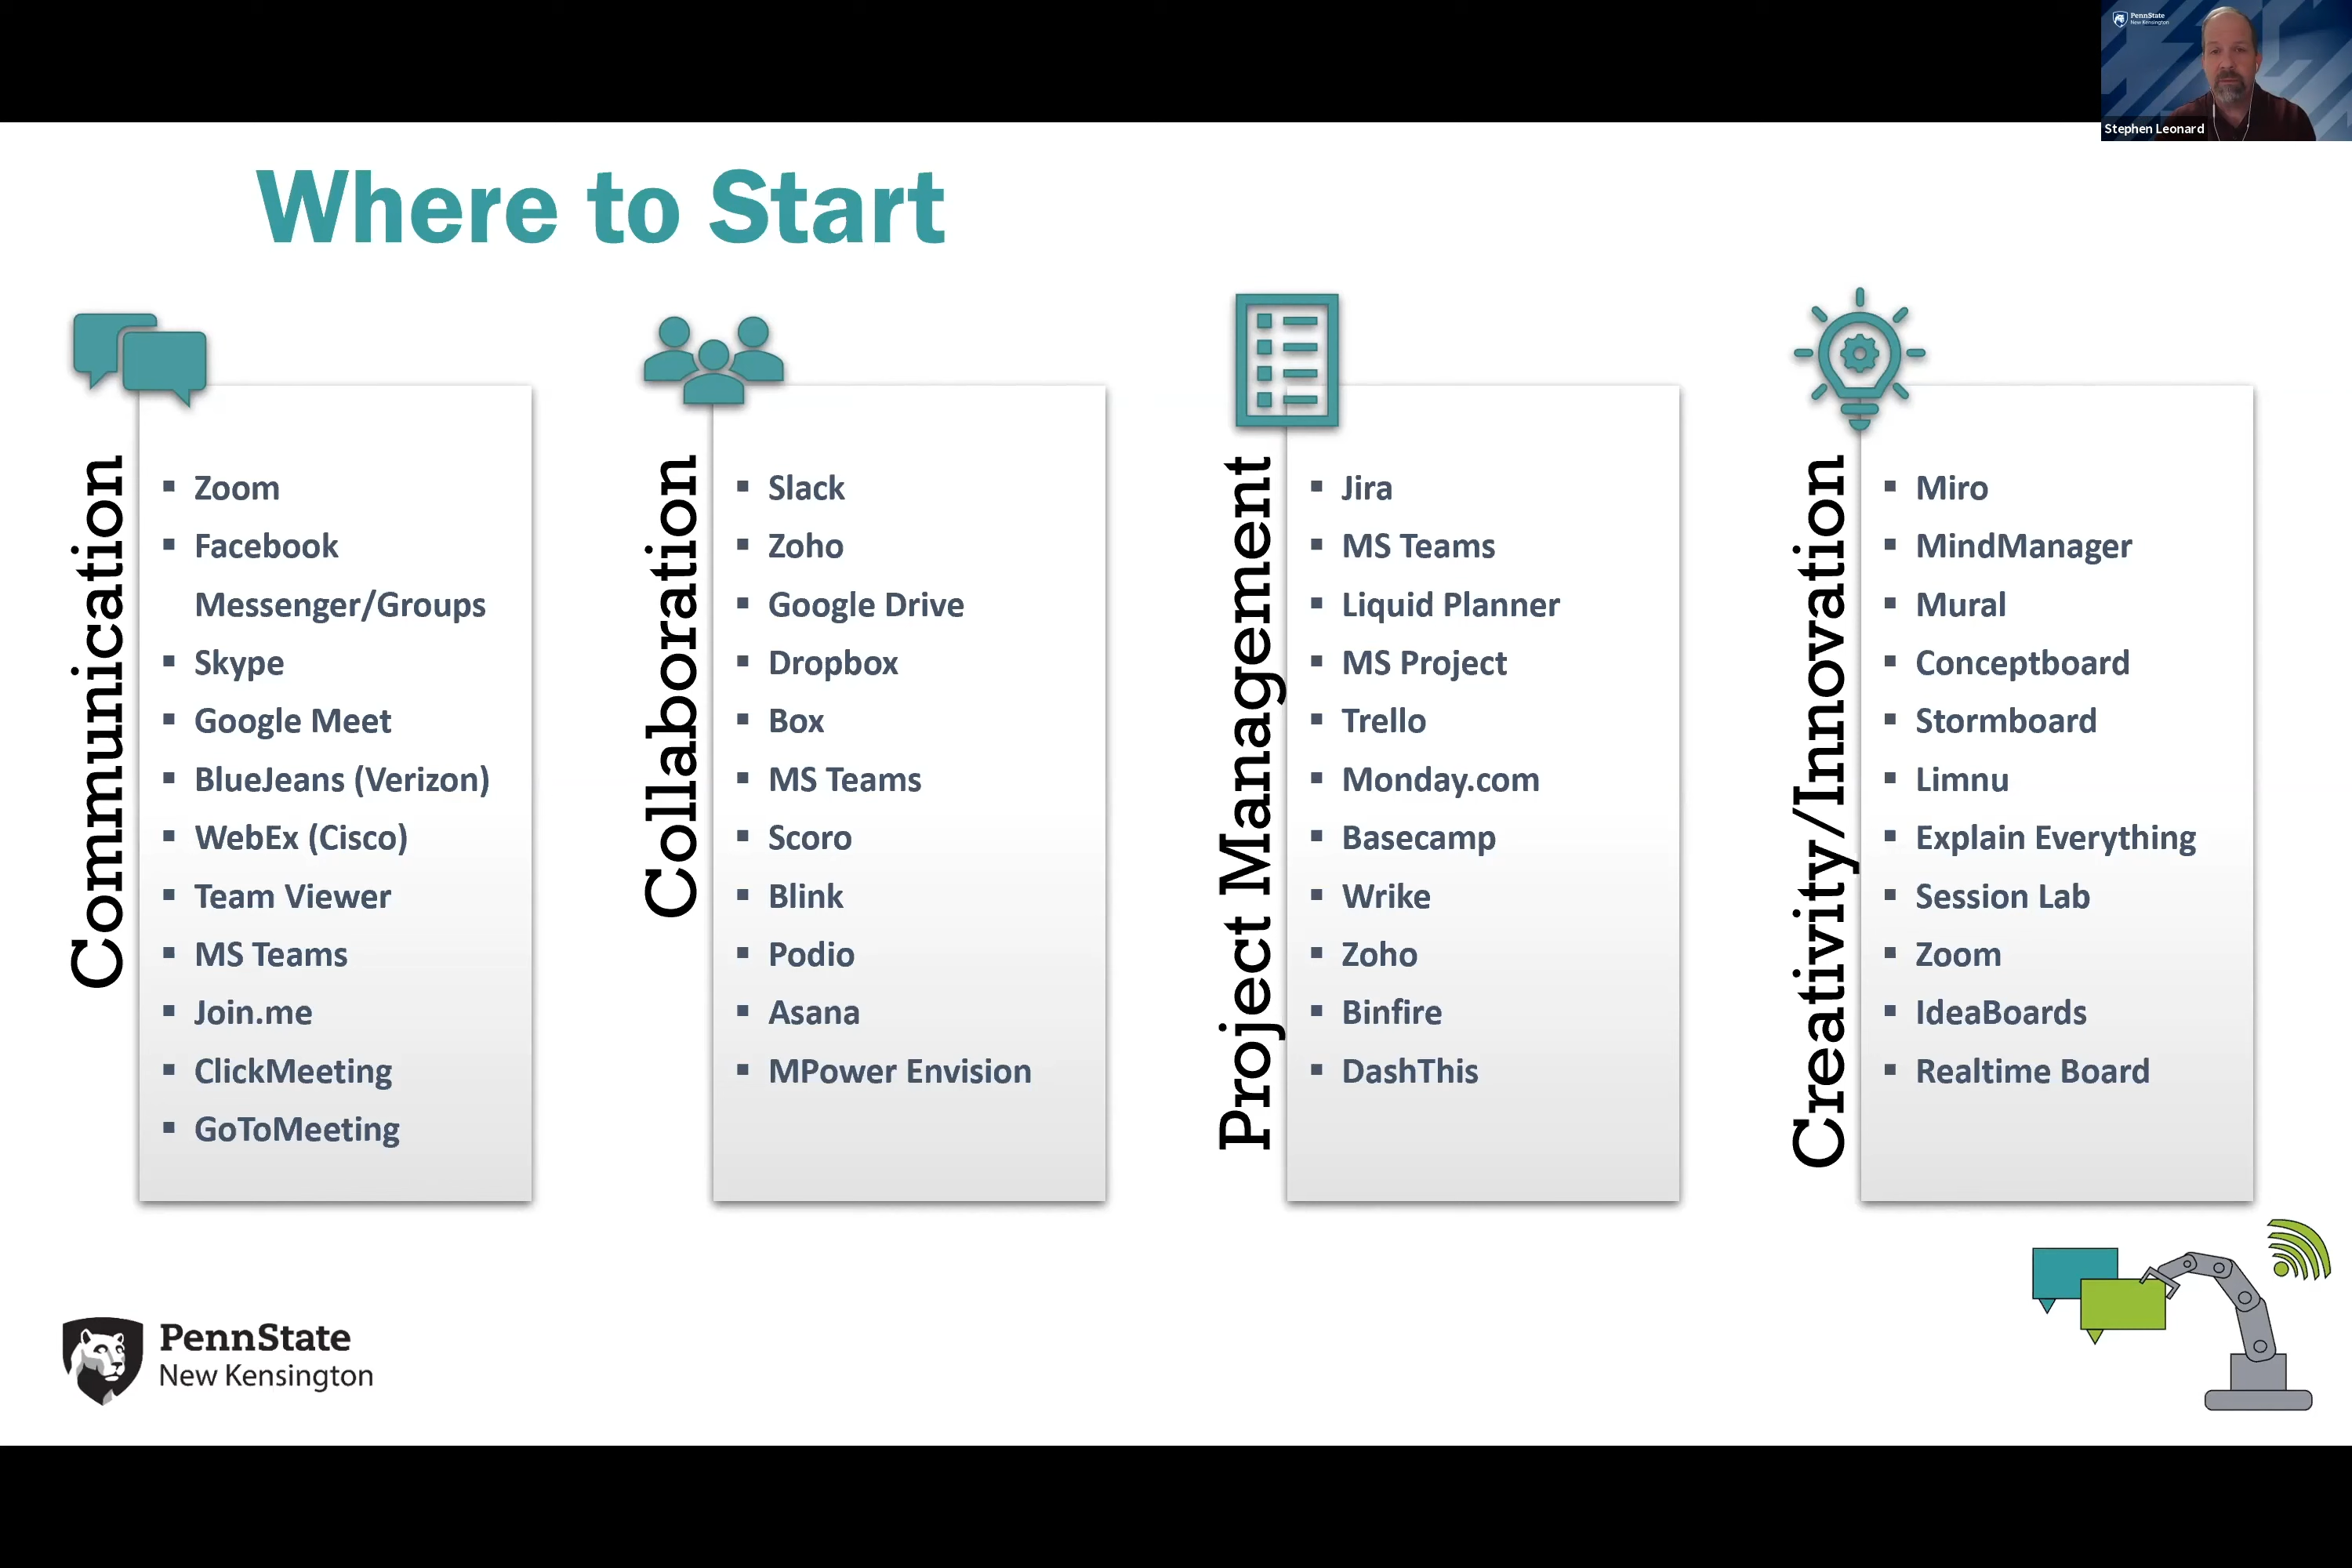 PennState
New Kensington
Stephen Leonard
Where to Start
Communication
▪ Zoom
▪ Facebook
Messenger/Groups
▪ Skype
▪ Google Meet
▪ BlueJeans (Verizon)
▪ WebEx (Cisco)
▪ Team Viewer
▪ MS Teams
▪ Join.me
▪ ClickMeeting
▪ GoToMeeting
Collaboration
▪ Slack
▪ Zoho
▪ Google Drive
▪ Dropbox
▪ Box
▪ MS Teams
▪ Scoro
▪ Blink
▪ Podio
▪ Asana
▪ MPower Envision
Project Management
▪ Jira
▪ MS Teams
▪ Liquid Planner
▪ MS Project
▪ Trello
▪ Monday.com
▪ Basecamp
▪ Wrike
▪ Zoho
▪ Binfire
▪ DashThis
Creativity/Innovation
▪ Miro
▪ MindManager
▪ Mural
▪ Conceptboard
▪ Stormboard
▪ Limnu
▪ Explain Everything
▪ Session Lab
▪ Zoom
▪ IdeaBoards
▪ Realtime Board
PennState
New Kensington